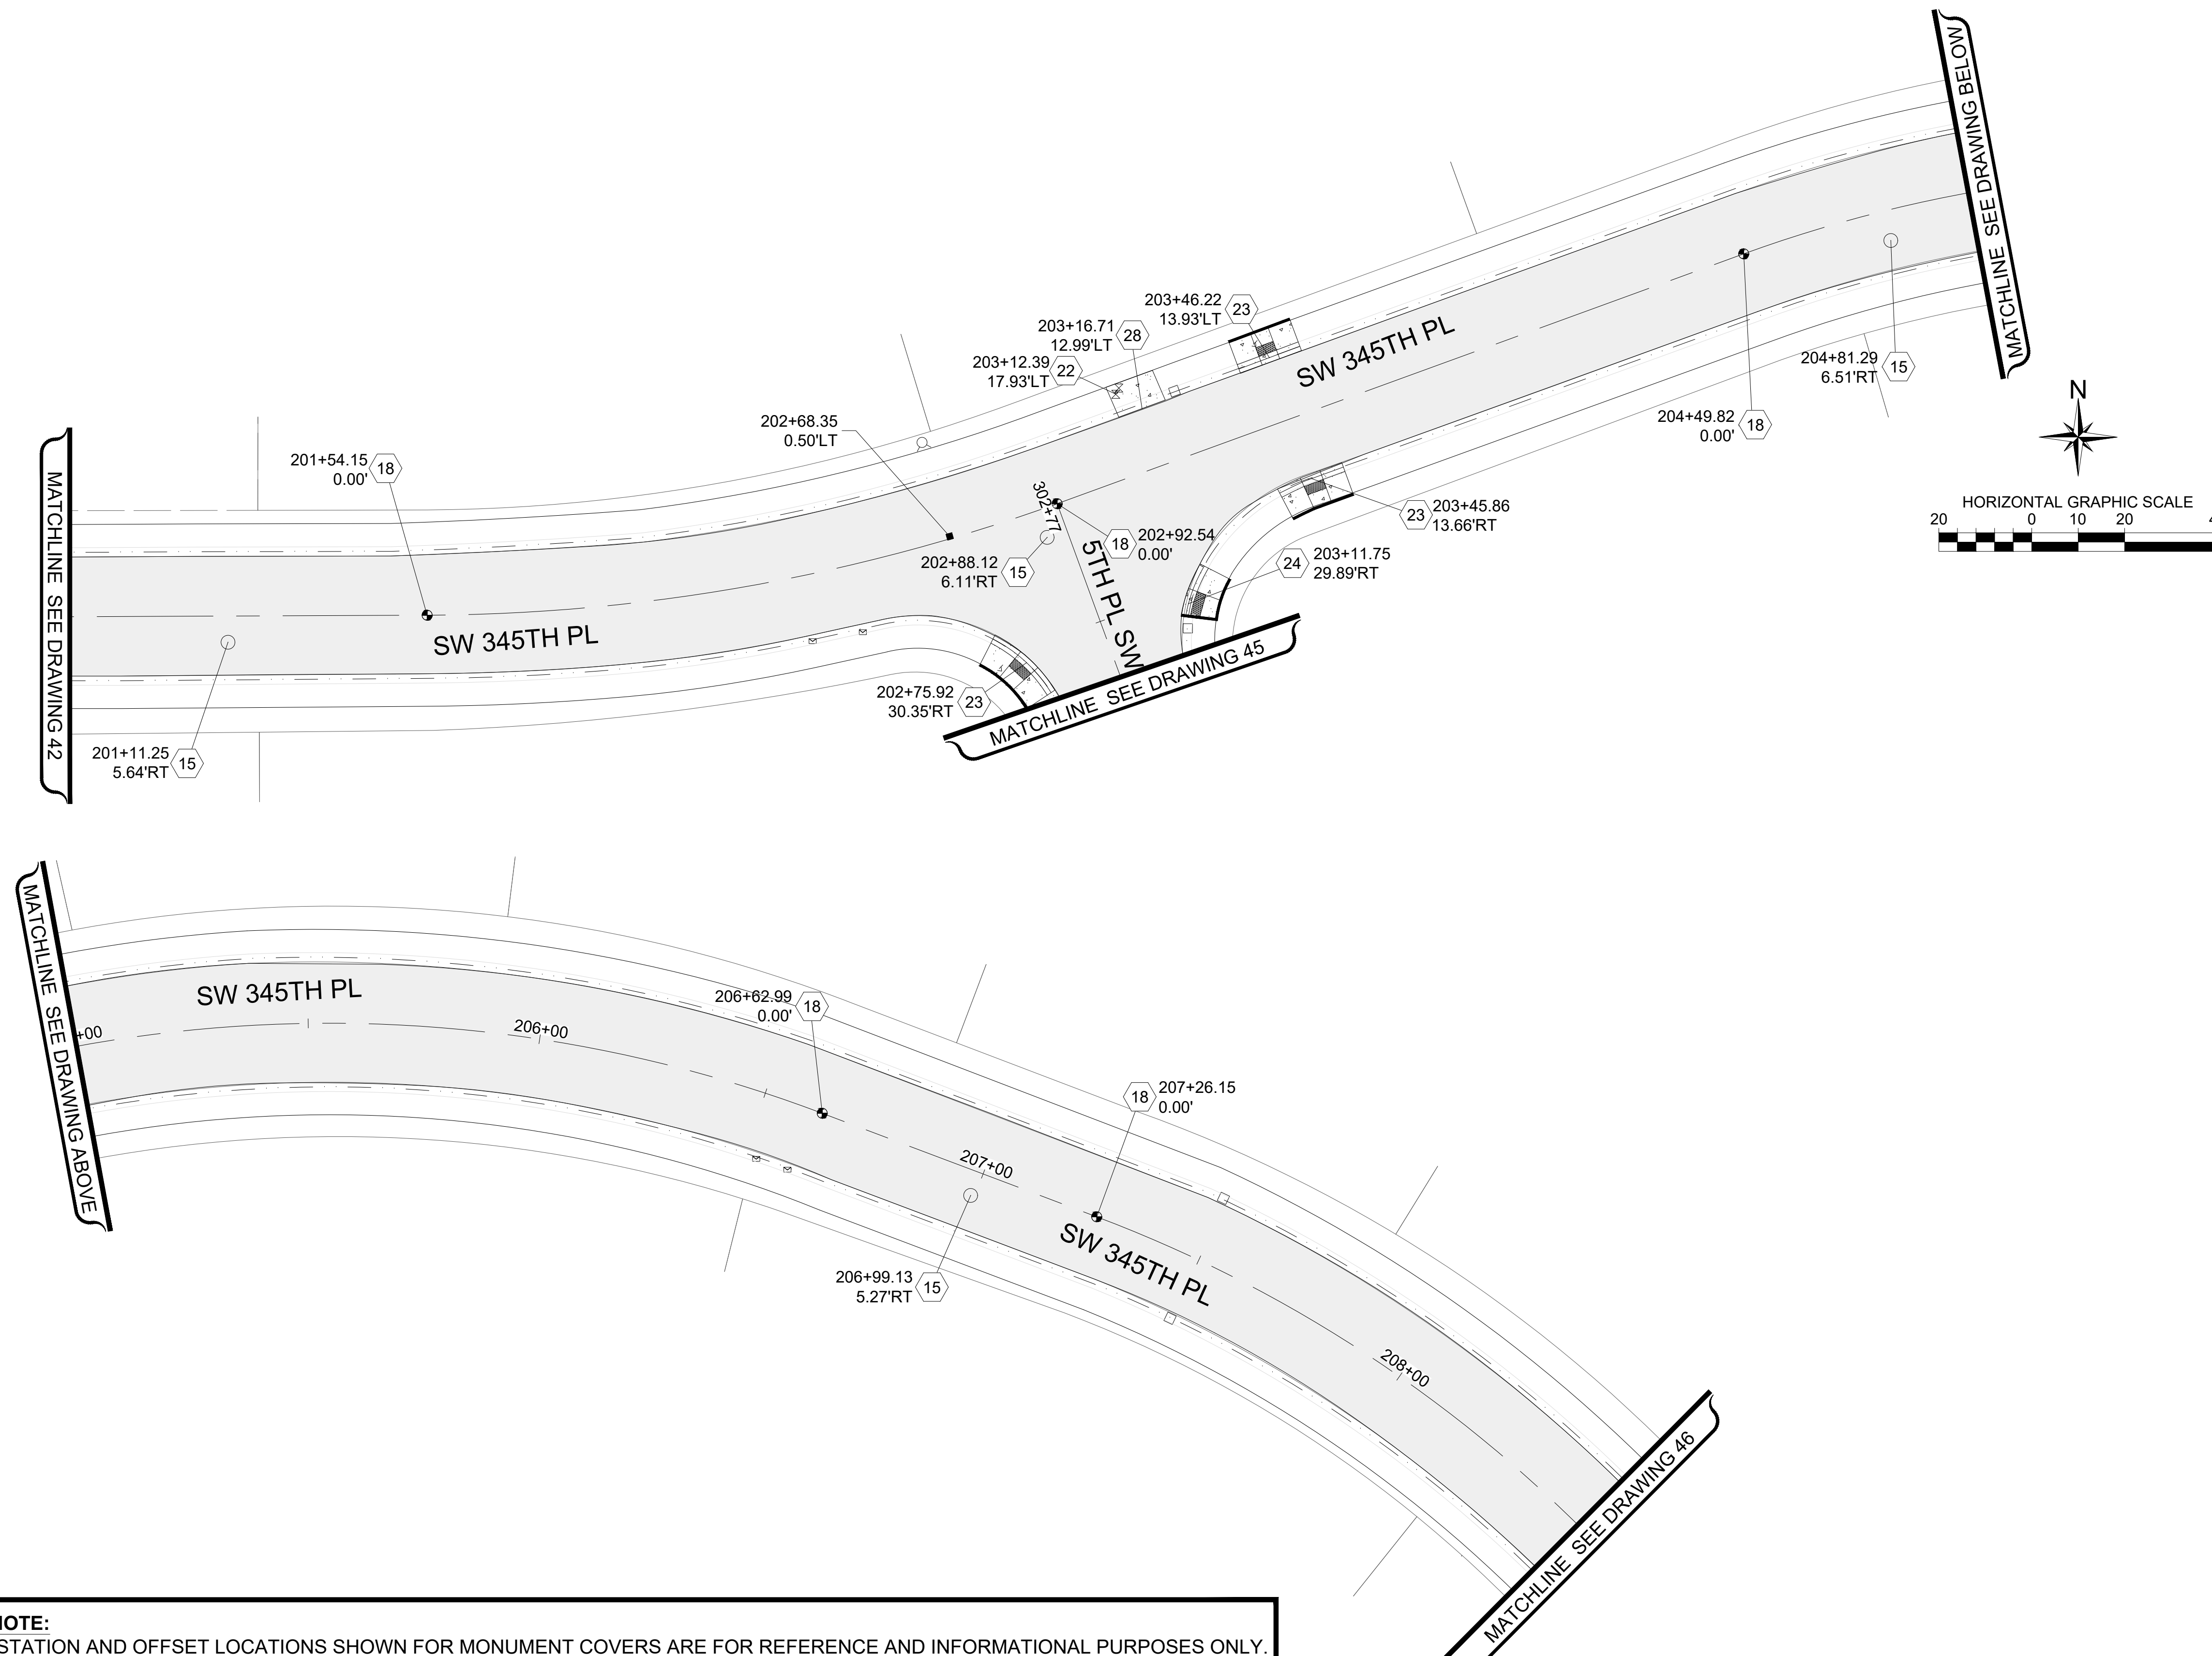 MATCHLINE SEE DRAWING BELOW
203+46.22
13.93'LT
23
203+16.71
12.99'LT
28
203+12.39
17.93'LT
22
SW 345TH PL
204+81.29
6.51'RT
15
204+49.82
0.00'
18
N
202+68.35
0.50'LT
201+54.15
0.00'
18
MATCHLINE SEE DRAWING 42
302+77
HORIZONTAL GRAPHIC SCALE
20 0 10 20
23
203+45.86
13.66'RT
18
202+92.54
0.00'
202+88.12
6.11'RT
15
5TH PL SW
24
203+11.75
29.89'RT
SW 345TH PL
202+75.92
30.35'RT
23
MATCHLINE SEE DRAWING 45
201+11.25
5.64'RT
15
MATCHLINE SEE DRAWING ABOVE
SW 345TH PL
+00
206+00
206+62.99
0.00'
18
18
207+26.15
0.00'
207+00
SW 345TH PL
206+99.13
5.27'RT
15
208+00
MATCHLINE SEE DRAWING 46
NOTE:
STATION AND OFFSET LOCATIONS SHOWN FOR MONUMENT COVERS ARE FOR REFERENCE AND INFORMATIONAL PURPOSES ONLY.